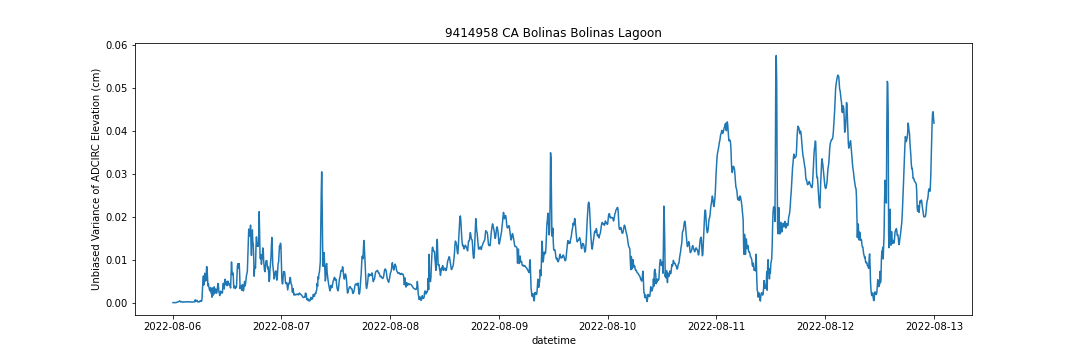 9414958 CA Bolinas Bolinas Lagoon
Unbiased Variance of ADCIRC Elevation (cm)
0.06
0.05
0.04
0.03
0.02
0.01
0.00
2022-08-06 2022-08-07 2022-08-08 2022-08-09 2022-08-10 2022-08-11 2022-08-12 2022-08-13
datetime